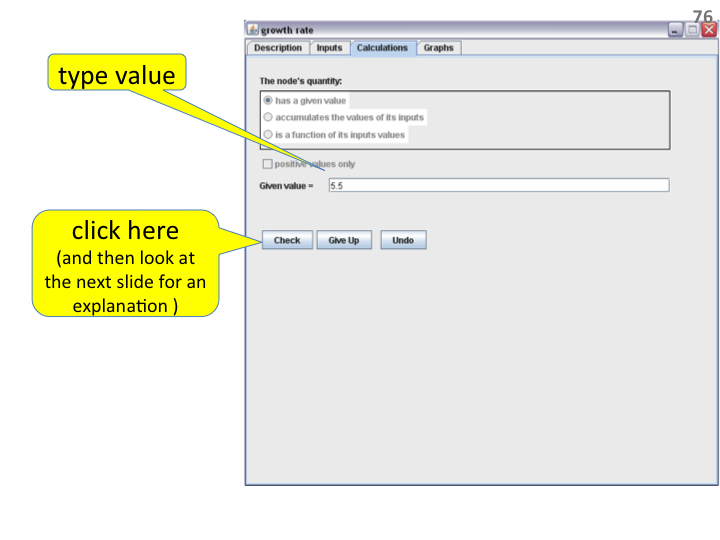 76
growth rate
Description Inputs Calculations Graphs
type value
The node's quantity:
has a given value
accumulates the values of its inputs
is a function of its inputs values
positive values only
Given value = 5.5
click here
(and then look at
the next slide for an
explanation )
Check Give Up Undo